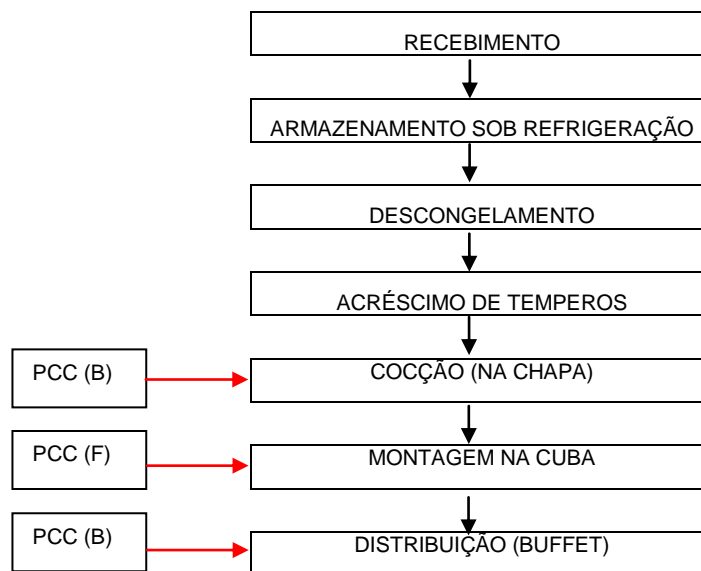 RECEBIMENTO
ARMAZENAMENTO SOB REFRIGERAÇÃO
DESCONGELAMENTO
ACRÉSCIMO DE TEMPEROS
PCC (B)
COCÇÃO (NA CHAPA)
PCC (F)
MONTAGEM NA CUBA
PCC (B)
DISTRIBUIÇÃO (BUFFET)